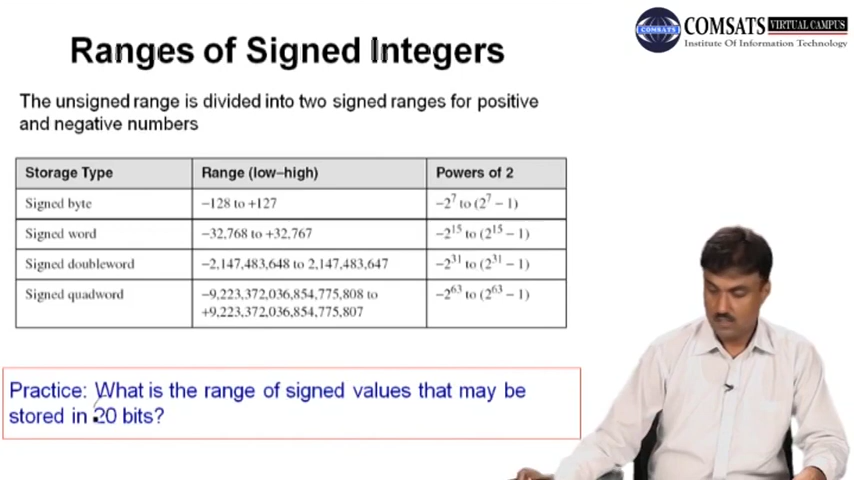 COMSATS VIRTUAL CAMPUS
Institute Of Information Technology
COMSATS
Ranges of Signed Integers
The unsigned range is divided into two signed ranges for positive
and negative numbers
Storage Type Range (low–high) Powers of 2
Signed byte −128 to +127 −2⁷ to (2⁷ − 1)
Signed word −32,768 to +32,767 −2¹⁵ to (2¹⁵ − 1)
Signed doubleword −2,147,483,648 to 2,147,483,647 −2³¹ to (2³¹ − 1)
Signed quadword −9,223,372,036,854,775,808 to −2⁶³ to (2⁶³ − 1)
+9,223,372,036,854,775,807
Practice: What is the range of signed values that may be
stored in 20 bits?